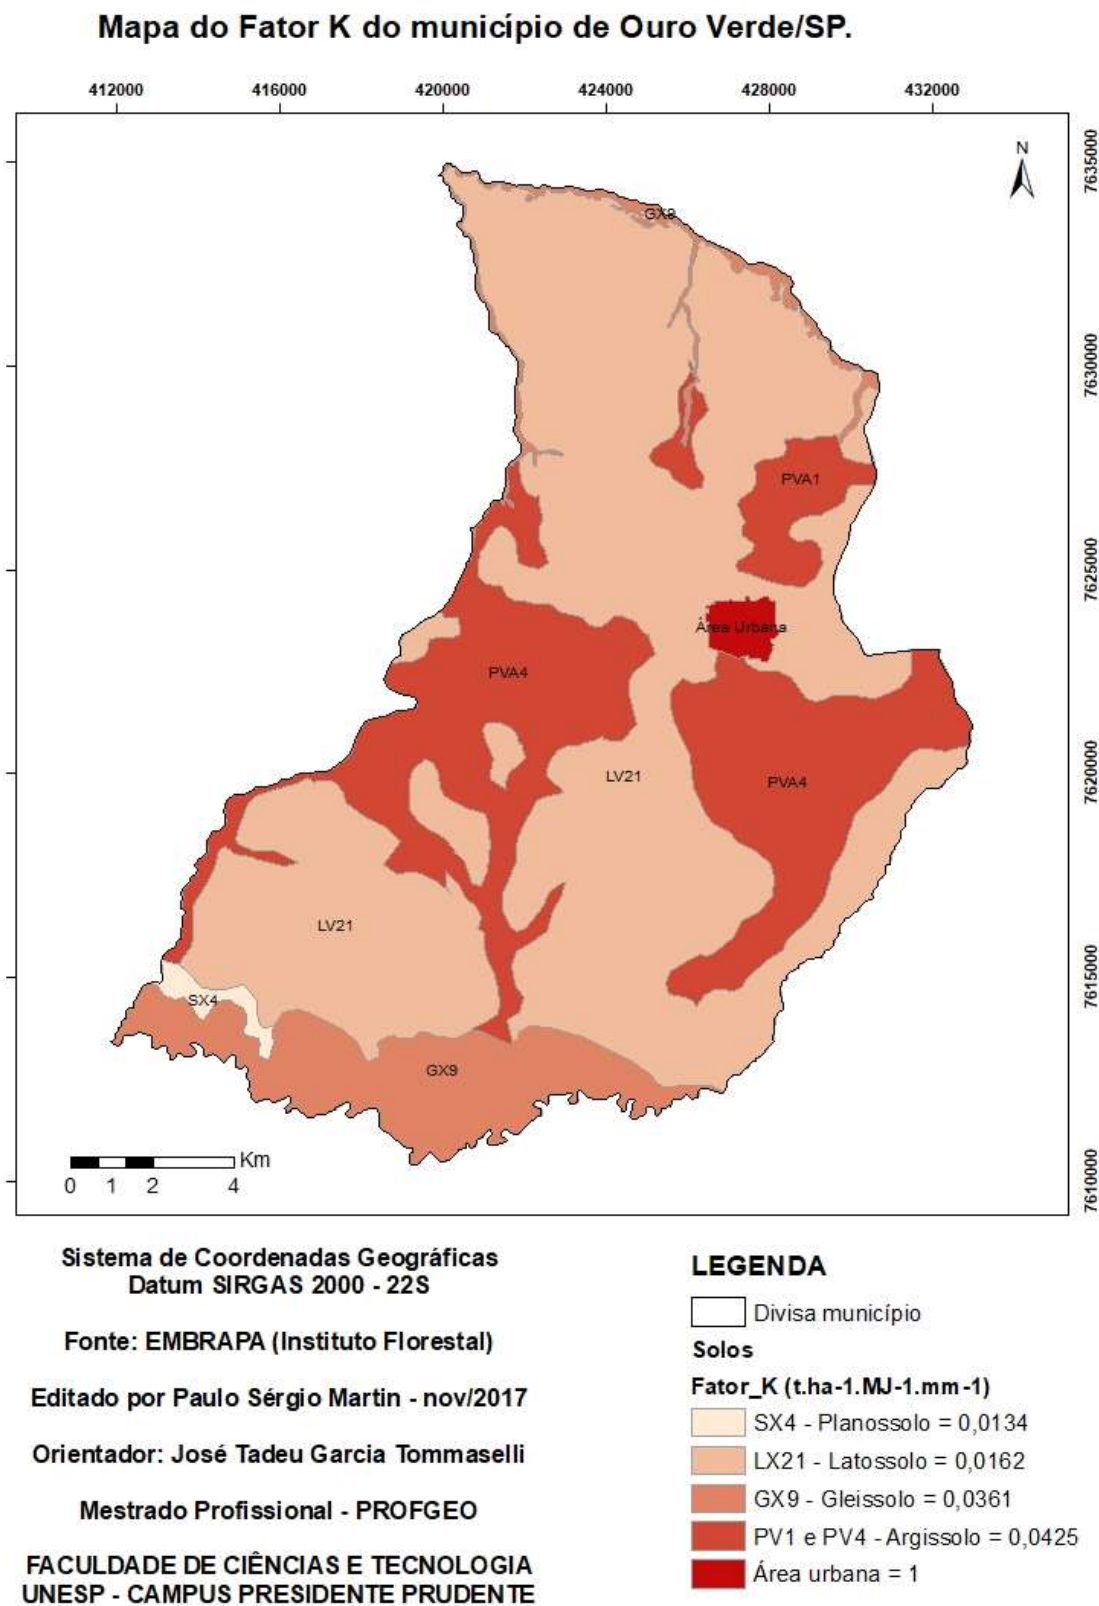 Mapa do Fator K do município de Ouro Verde/SP.
412000 416000 420000 424000 428000 432000
N
7635000
GX9
7630000
PVA1
7625000
Área Urbana
PVA4
LV21
PVA4
7620000
LV21
7615000
SX4
GX9
7610000
Km
0 1 2 4
Sistema de Coordenadas Geográficas
Datum SIRGAS 2000 - 22S
Fonte: EMBRAPA (Instituto Florestal)
Editado por Paulo Sérgio Martin - nov/2017
Orientador: José Tadeu Garcia Tommaselli
Mestrado Profissional - PROFGEO
FACULDADE DE CIÊNCIAS E TECNOLOGIA
UNESP - CAMPUS PRESIDENTE PRUDENTE
LEGENDA
Divisa município
Solos
Fator_K (t.ha-1.MJ-1.mm-1)
SX4 - Planossolo = 0,0134
LX21 - Latossolo = 0,0162
GX9 - Gleissolo = 0,0361
PV1 e PV4 - Argissolo = 0,0425
Área urbana = 1